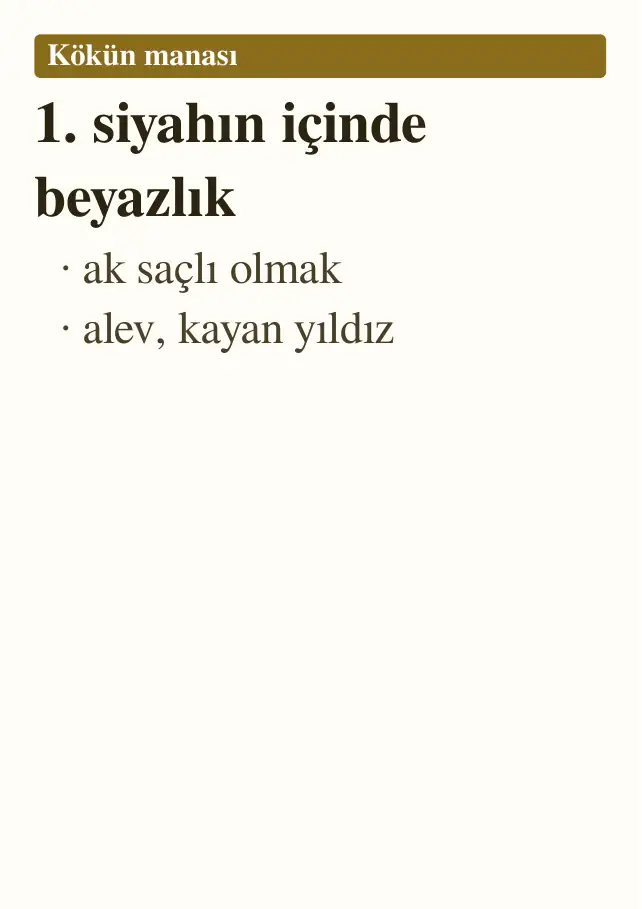 Kökün manası
1. siyahın içinde
beyazlık
· ak saçlı olmak
· alev, kayan yıldız